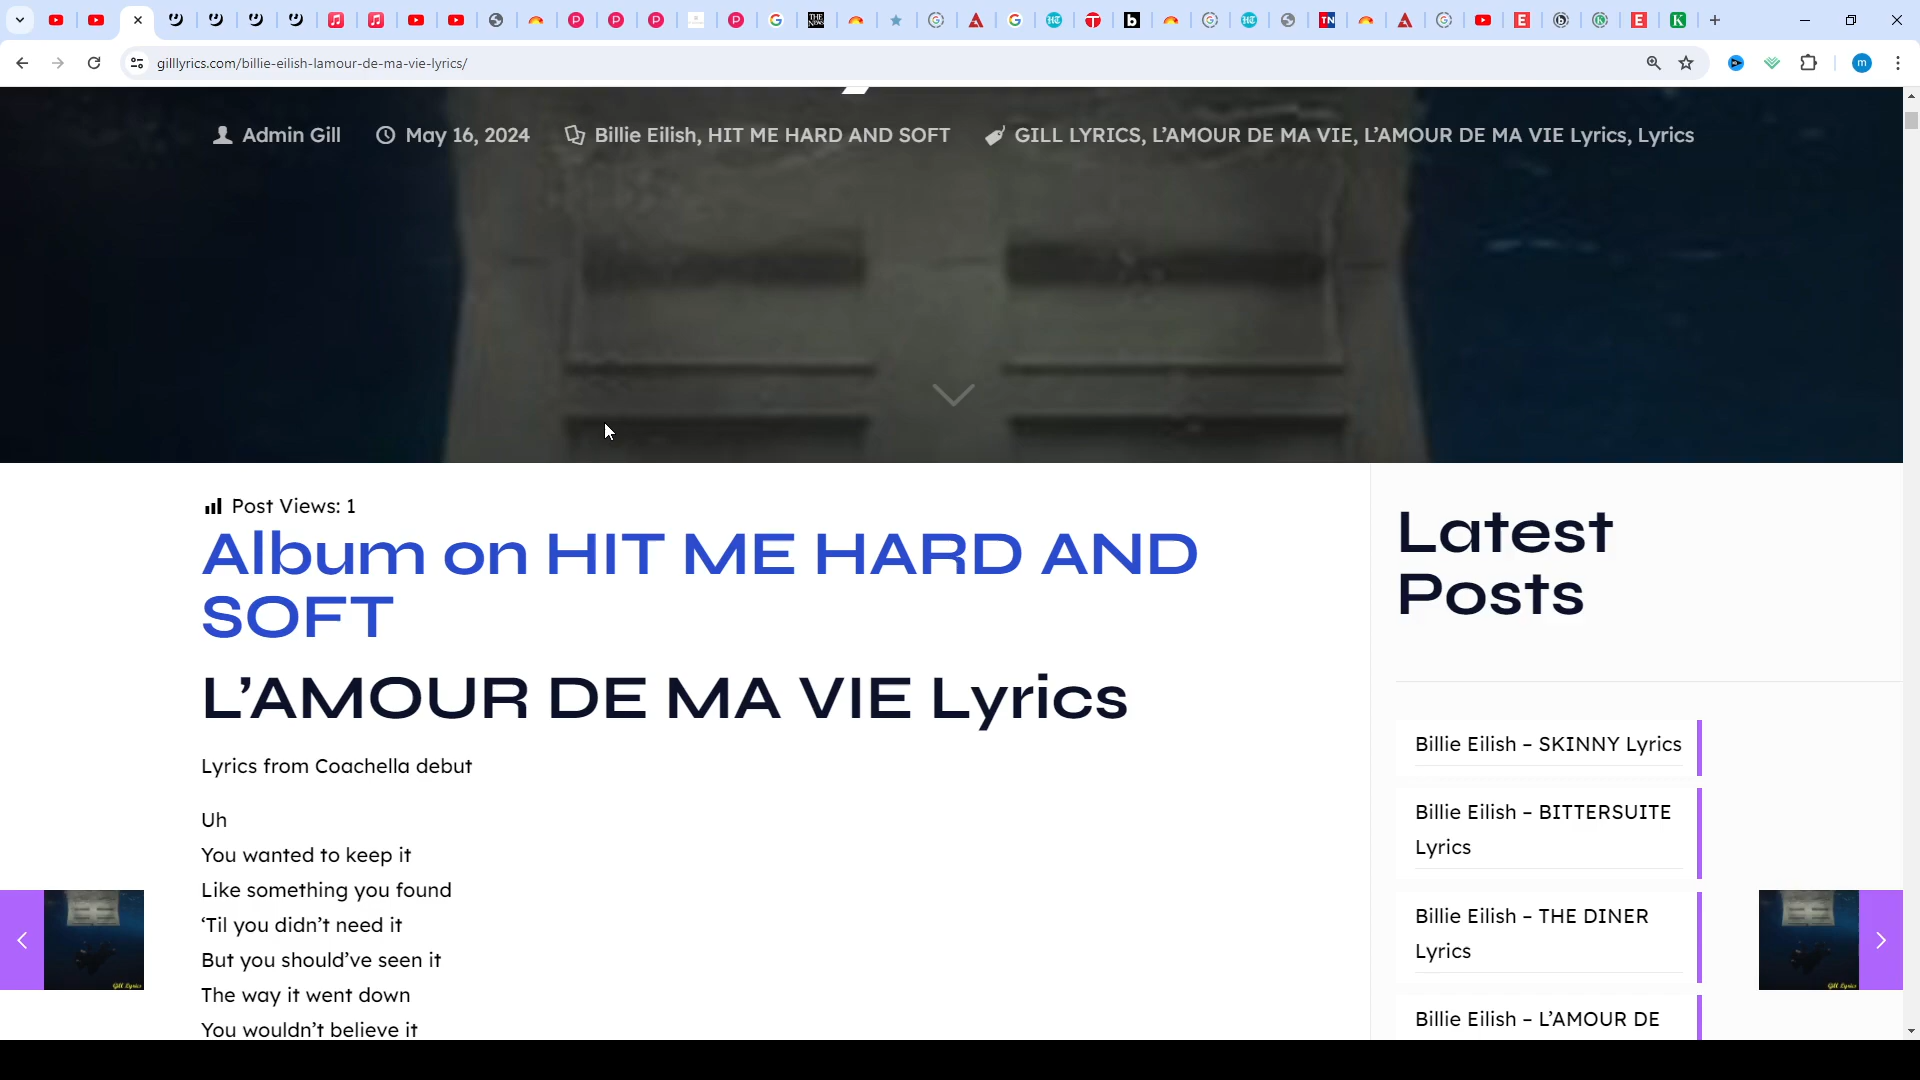 gilllyrics.com/billie-eilish-lamour-de-ma-vie-lyrics/
Admin Gill May 16, 2024 Billie Eilish, HIT ME HARD AND SOFT GILL LYRICS, L’AMOUR DE MA VIE, L’AMOUR DE MA VIE Lyrics, Lyrics
Post Views: 1
Album on HIT ME HARD AND
SOFT
L’AMOUR DE MA VIE Lyrics
Lyrics from Coachella debut
Uh
You wanted to keep it
Like something you found
‘Til you didn’t need it
But you should’ve seen it
The way it went down
You wouldn’t believe it
Latest
Posts
Billie Eilish – SKINNY Lyrics
Billie Eilish – BITTERSUITE
Lyrics
Billie Eilish – THE DINER
Lyrics
Billie Eilish – L’AMOUR DE
Gill Lyrics
Gill Lyrics